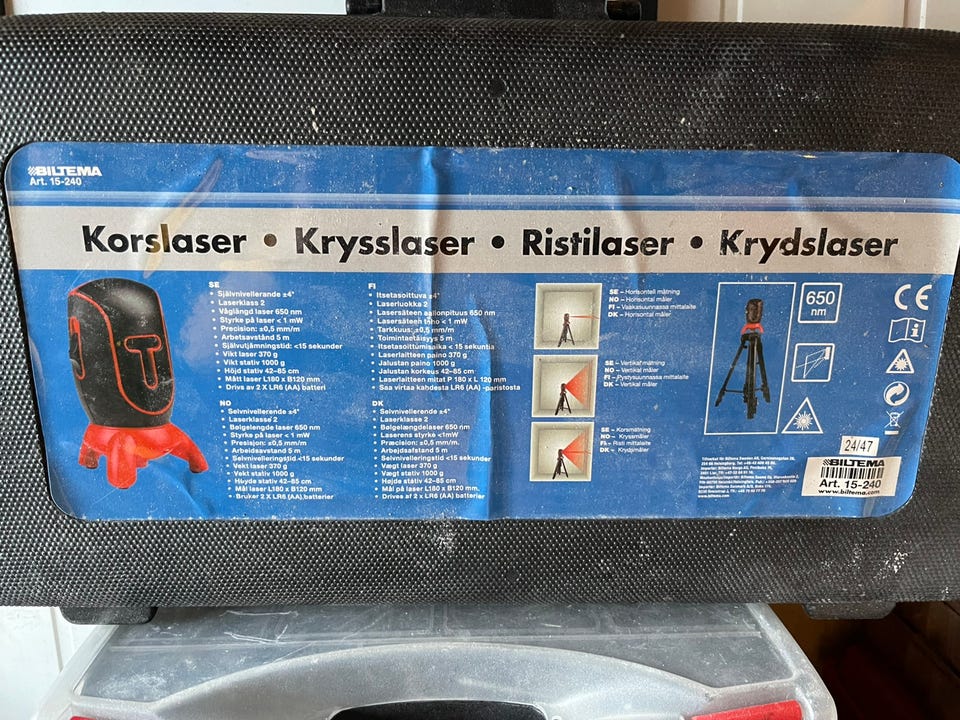 BILTEMA
Art. 15-240
Korslaser • Krysslaser • Ristilaser • Krydslaser
SE
• Självnivellerande ±4°
• Laserklass 2
• Våglängd laser 650 nm
• Styrka på laser < 1 mW
• Precision: ±0,5 mm/m
• Arbetsavstånd 5 m
• Självutjämningstid: <15 sekunder
• Vikt laser 370 g
• Vikt stativ 1000 g
• Höjd stativ 42–85 cm
• Mått laser L180 x B120 mm
• Drivs av 2 X LR6 (AA) batteri
NO
• Selvnivellerende ±4°
• Laserklasse 2
• Bølgelengde laser 650 nm
• Styrke på laser < 1 mW
• Presisjon: ±0,5 mm/m
• Arbeidsavstand 5 m
• Selvnivelleringstid <15 sekunder
• Vekt laser 370 g
• Vekt stativ 1000 g
• Høyde stativ 42–85 cm
• Mål laser L180 x B120 mm
• Bruker 2 X LR6 (AA) batterier
FI
• Itsetasoittuva ±4°
• Laserluokka 2
• Lasersäteen aallonpituus 650 nm
• Lasersäteen teho < 1 mW
• Tarkkuus: ±0,5 mm/m
• Toimintaetäisyys 5 m
• Itsetasoittumisaika < 15 sekuntia
• Laserlaitteen paino 370 g
• Jalustan paino 1000 g
• Jalustan korkeus 42–85 cm
• Laserlaitteen mitat P 180 x L 120 mm
• Saa virtaa kahdesta LR6 (AA) -paristosta
DK
• Selvnivellerende ±4°
• Laserklasse 2
• Bølgelængdelaser 650 nm
• Laserens styrke <1mW
• Præcision: ±0,5 mm/m
• Arbejdsafstand 5 m
• Selvnivelleringstid <15 sekunder
• Vægt laser 370 g
• Vægt stativ 1000 g
• Højde stativ 42–85 cm
• Mål på laser L180 x B120 mm
• Drives af 2 x LR6 (AA) batterier
SE – Horisontell mätning
NO – Horisontal måler
FI – Vaakasuunnassa mittalaite
DK – Horisontal måler
SE – Vertikal mätning
NO – Vertikal måler
FI – Pystysuunnassa mittalaite
DK – Vertikal måler
SE – Korsmätning
NO – Kryssmåler
FI – Risti mittalaite
DK – Krydsmåler
650
nm
CE
24/47
BILTEMA
Art. 15-240
www.biltema.com
www.biltema.com